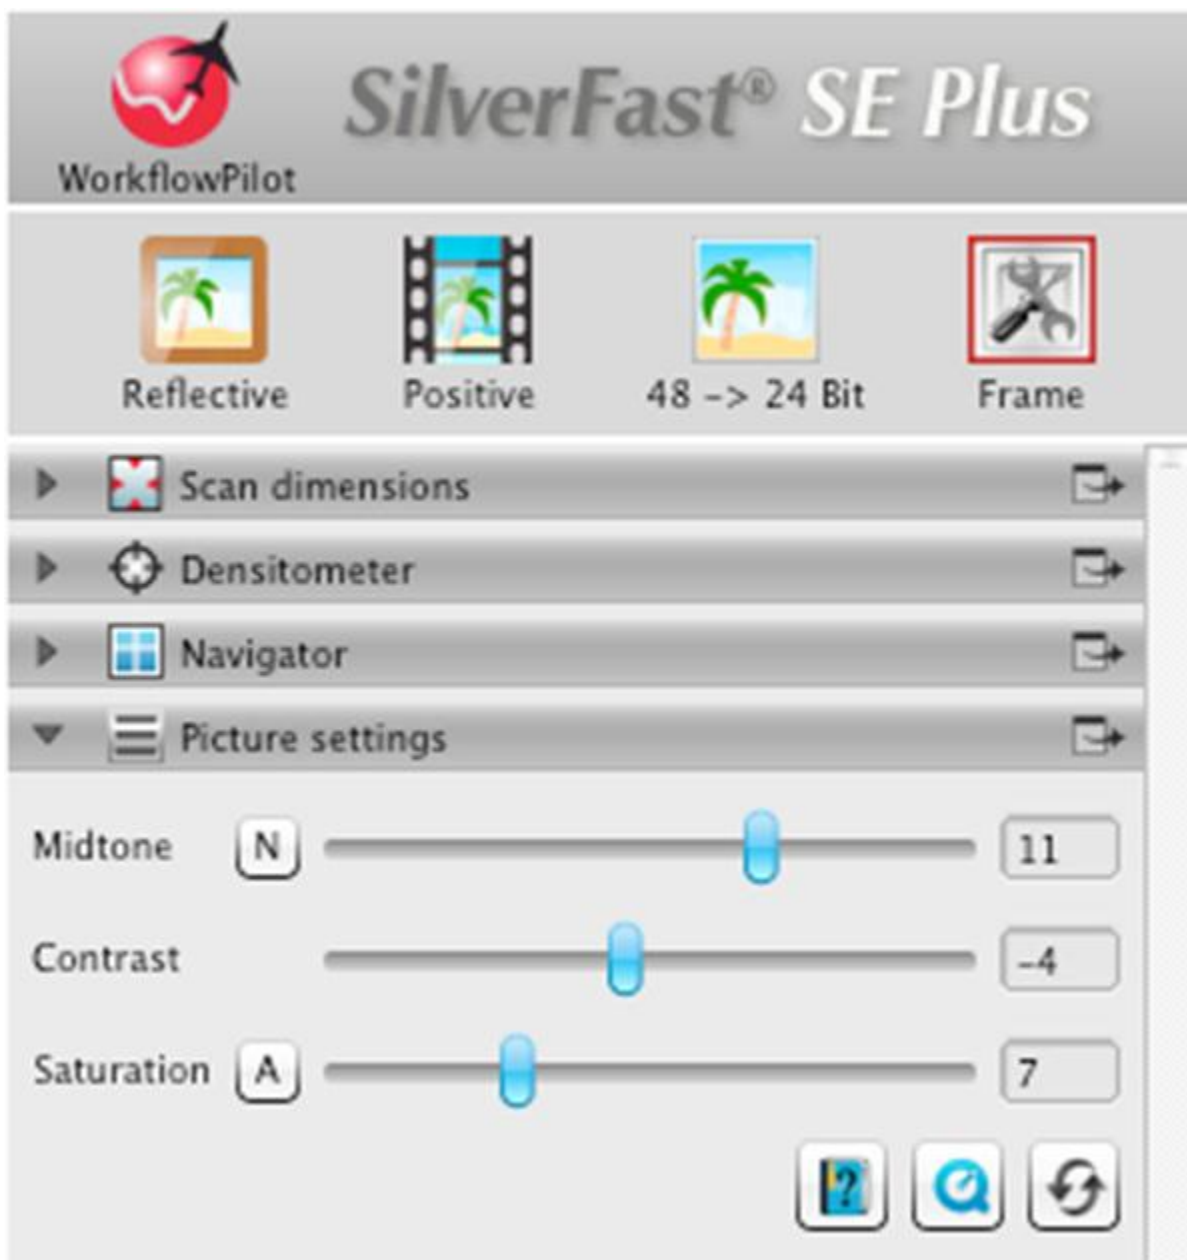 SilverFast® SE Plus
WorkflowPilot
Reflective Positive 48 -> 24 Bit Frame
Scan dimensions
Densitometer
Navigator
Picture settings
Midtone N 11
Contrast -4
Saturation A 7
?